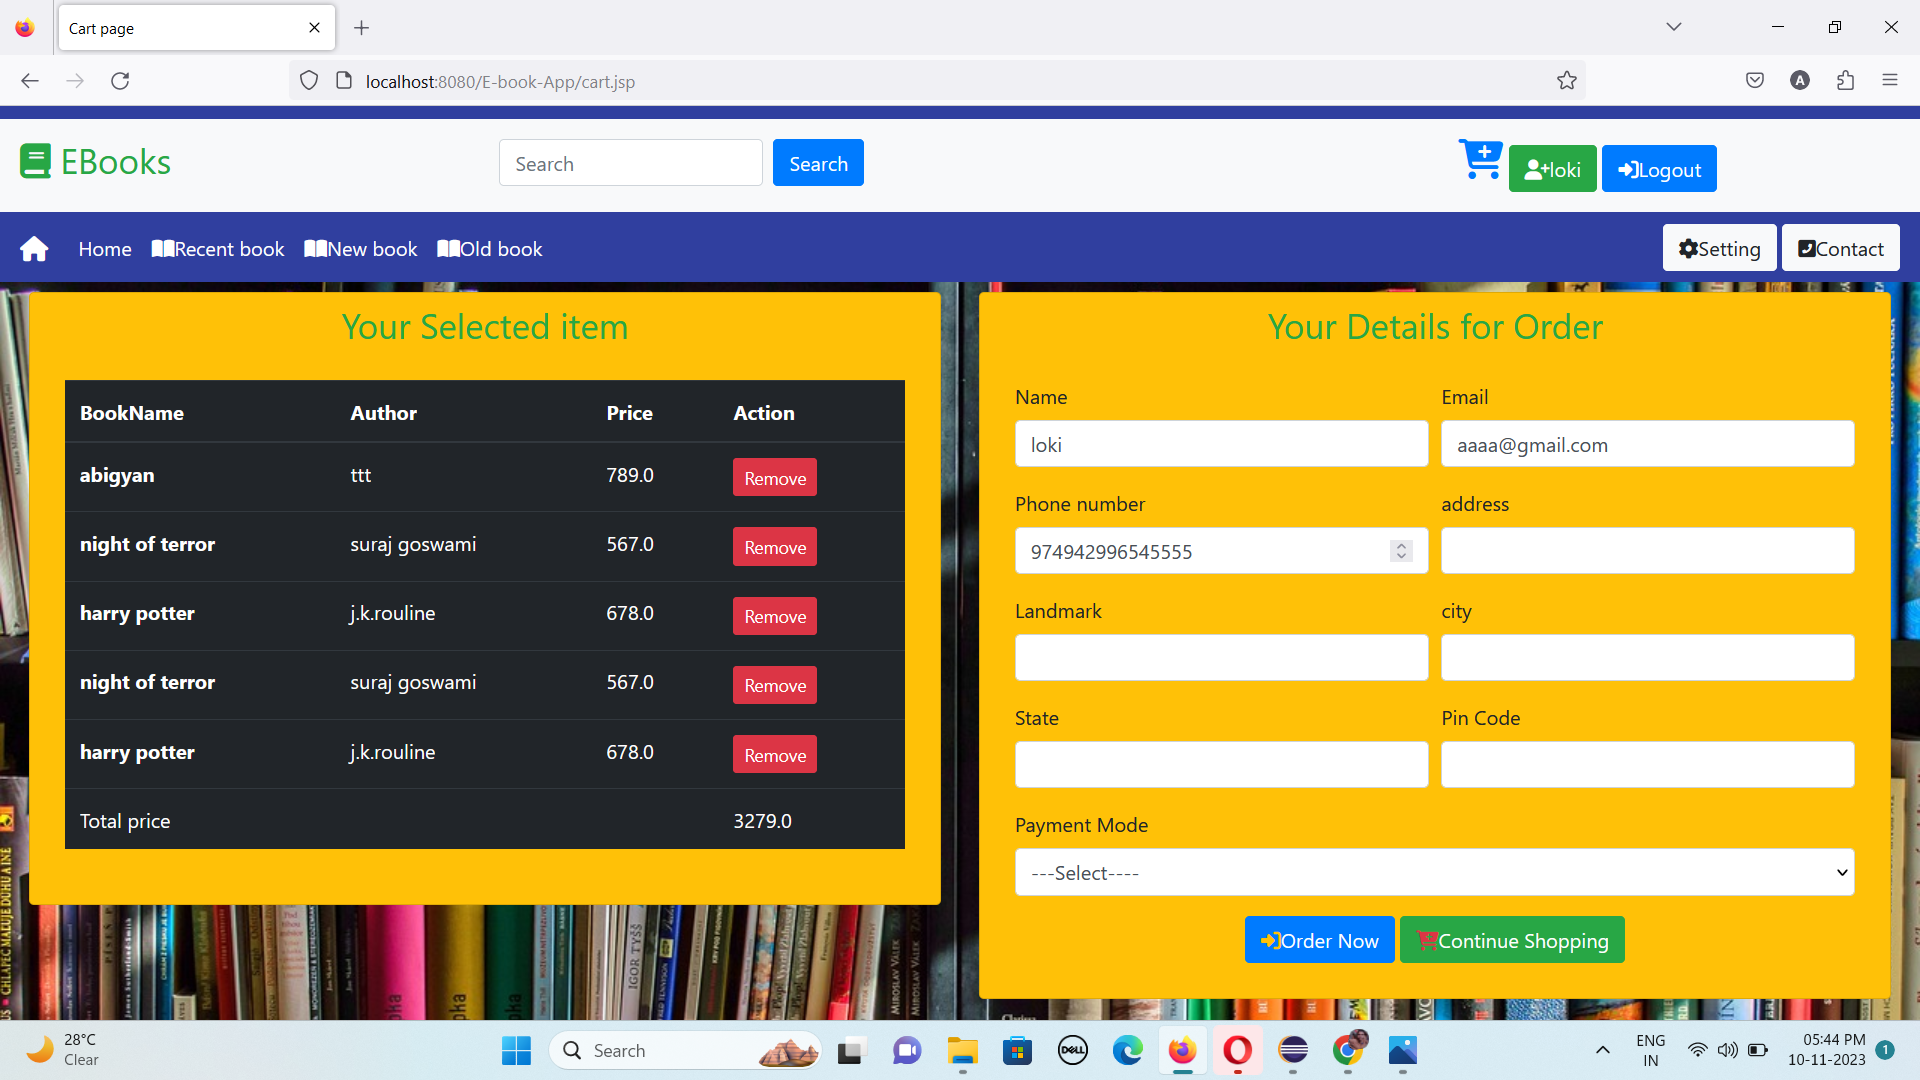 Cart page
localhost:8080/E-book-App/cart.jsp
A
EBooks
Search
Search
loki
Logout
Home
Recent book
New book
Old book
Setting
Contact
Your Selected item
BookName Author Price Action
abigyan ttt 789.0 Remove
night of terror suraj goswami 567.0 Remove
harry potter j.k.rouline 678.0 Remove
night of terror suraj goswami 567.0 Remove
harry potter j.k.rouline 678.0 Remove
Total price 3279.0
Your Details for Order
Name Email
loki aaaa@gmail.com
Phone number address
974942996545555
Landmark city
State Pin Code
Payment Mode
---Select----
Order Now Continue Shopping
IGOR TYŠŠ
MIROSLAV VÁLEK
28°C
Clear
Search
DELL
ENG
IN
05:44 PM
10-11-2023
1